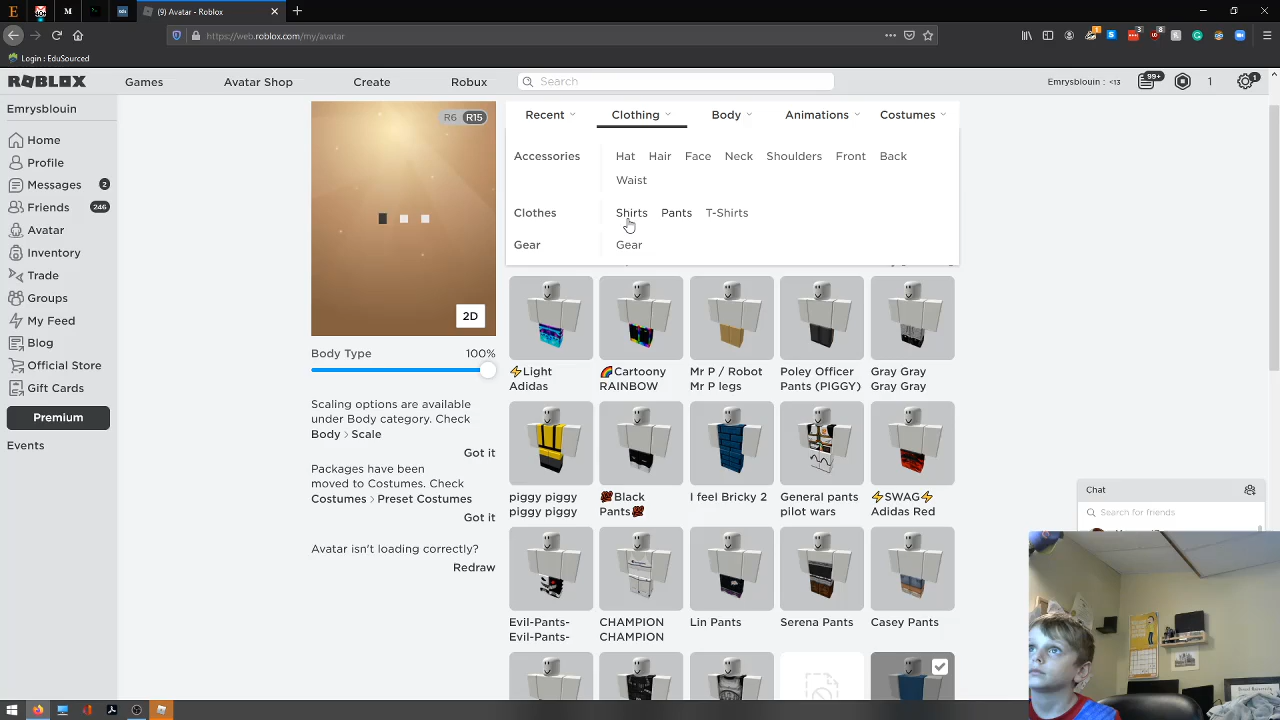 (9) Avatar - Roblox
https://web.roblox.com/my/avatar
Login : EduSourced
ROBLOX
Games
Avatar Shop
Create
Robux
Search
Emrysblouin : <13
99+
1
1
Emrysblouin
Home
Profile
Messages 2
Friends 246
Avatar
Inventory
Trade
Groups
My Feed
Blog
Official Store
Gift Cards
Premium
Events
R6 R15
2D
Body Type 100%
Scaling options are available
under Body category. Check
Body > Scale
Got it
Packages have been
moved to Costumes. Check
Costumes > Preset Costumes
Got it
Avatar isn't loading correctly?
Redraw
Recent
Clothing
Body
Animations
Costumes
Accessories
Hat Hair Face Neck Shoulders Front Back
Waist
Clothes
Shirts Pants T-Shirts
Gear
Gear
⚡Light
Adidas
🌈Cartoony
RAINBOW
Mr P / Robot
Mr P legs
Poley Officer
Pants (PIGGY)
Gray Gray
Gray Gray
piggy piggy
piggy piggy
💯Black
Pants💯
I feel Bricky 2
General pants
pilot wars
⚡SWAG⚡
Adidas Red
Evil-Pants-
Evil-Pants-
CHAMPION
CHAMPION
Lin Pants
Serena Pants
Casey Pants
Chat
Search for friends